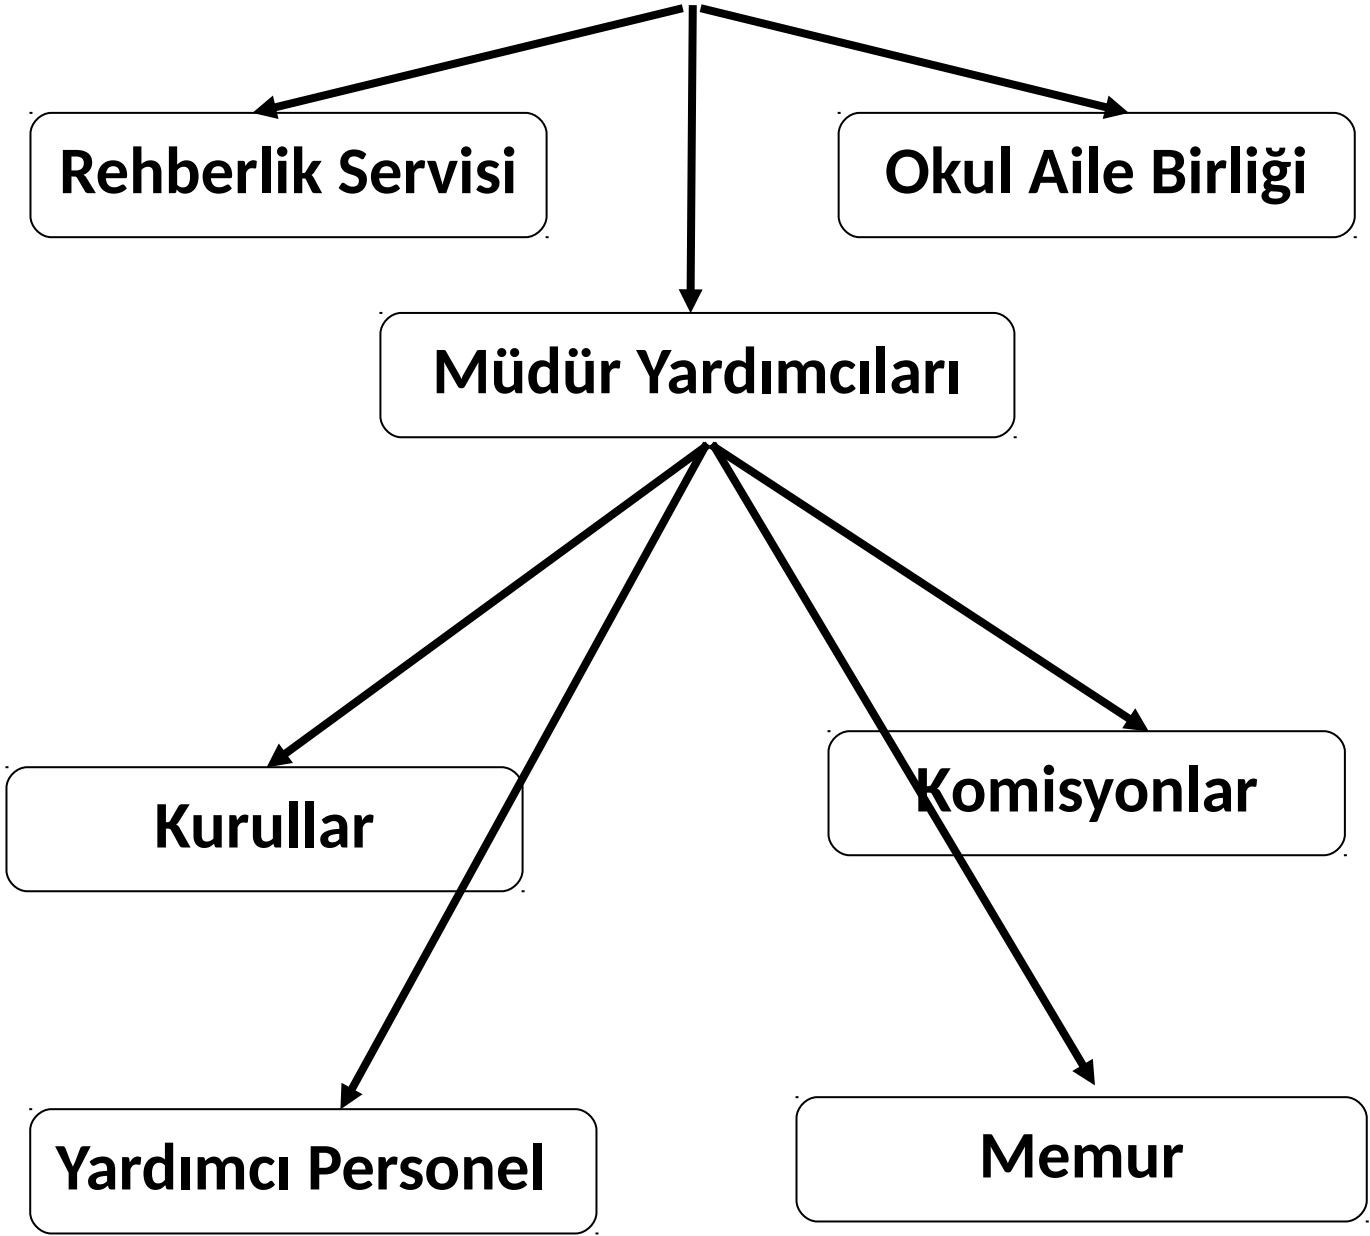 Rehberlik Servisi
Okul Aile Birliği
Müdür Yardımcıları
Kurullar
Komisyonlar
Yardımcı Personel
Memur